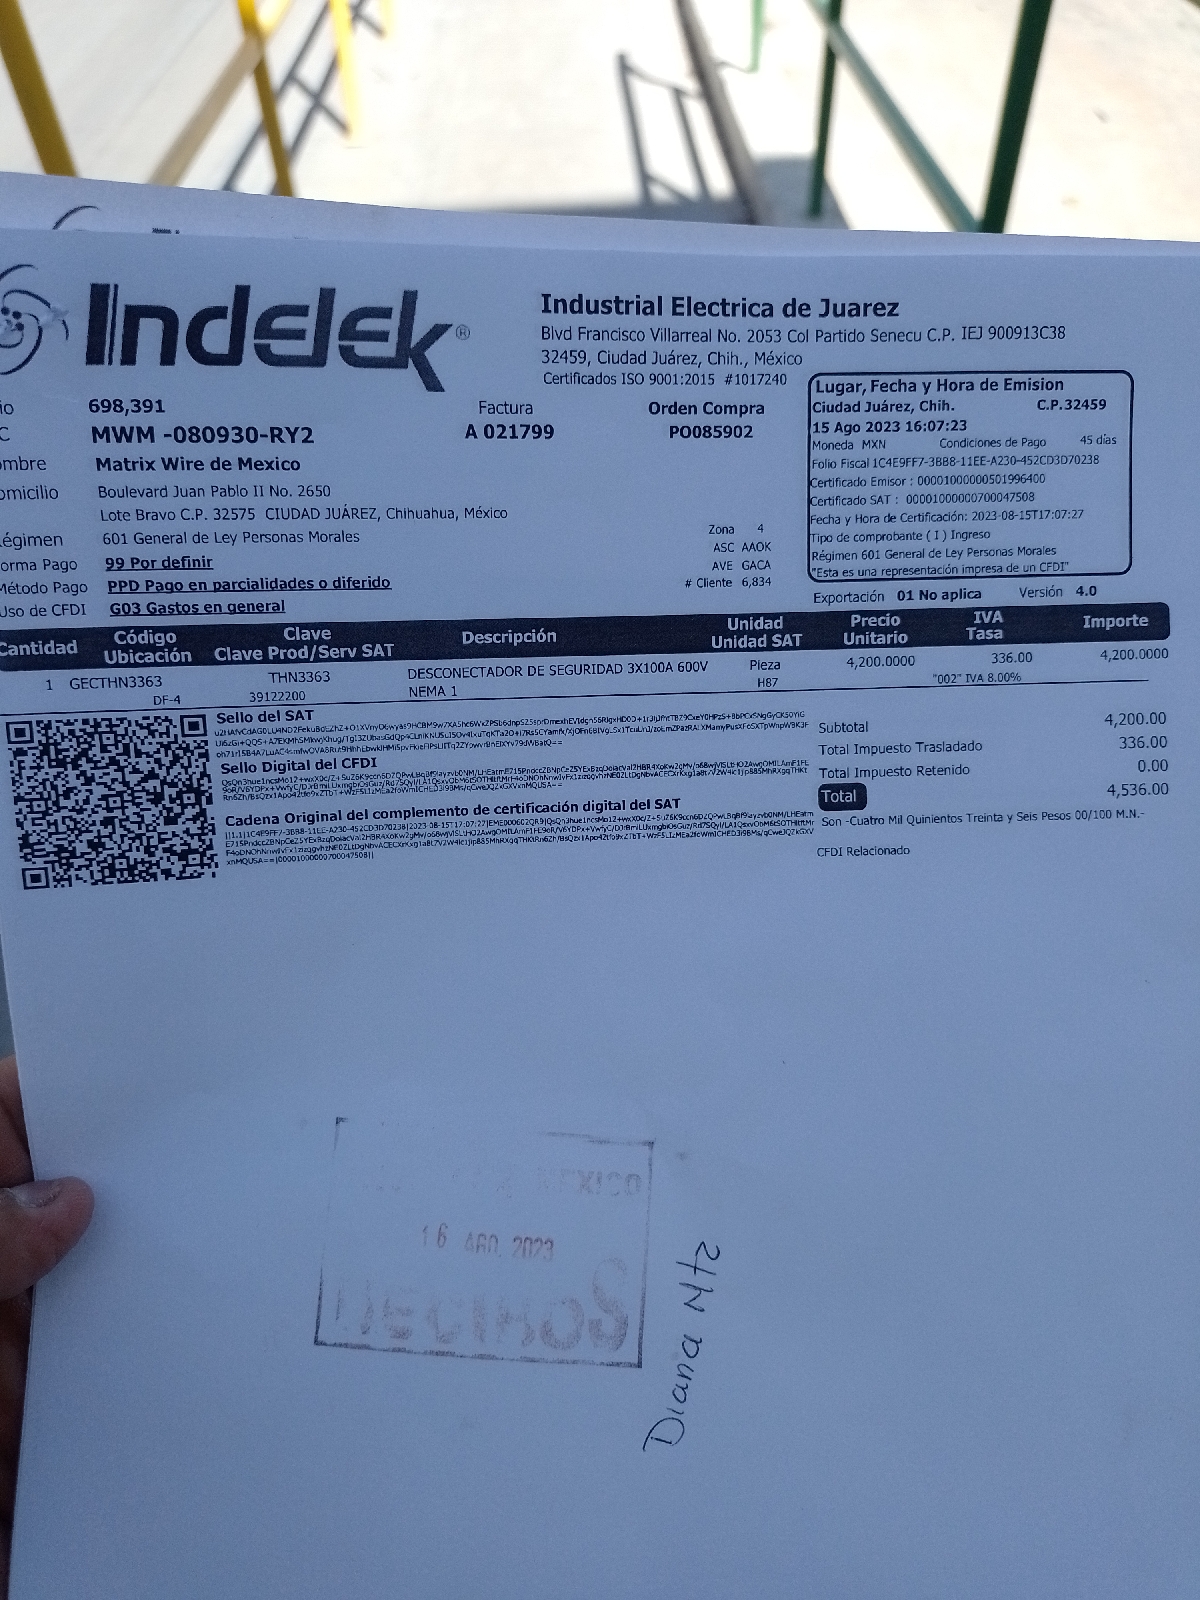 Indelek®
Industrial Electrica de Juarez
Blvd Francisco Villarreal No. 2053 Col Partido Senecu C.P. IEJ 900913C38
32459, Ciudad Juárez, Chih., México
Certificados ISO 9001:2015 #1017240
Lugar, Fecha y Hora de Emision
Ciudad Juárez, Chih. C.P.32459
15 Ago 2023 16:07:23
Moneda MXN Condiciones de Pago 45 días
Folio Fiscal 1C4E9FF7-3BB8-11EE-A230-452CD3D70238
Certificado Emisor : 00001000000501996400
Certificado SAT : 00001000000700047508
Fecha y Hora de Certificación: 2023-08-15T17:07:27
Tipo de comprobante ( I ) Ingreso
Régimen 601 General de Ley Personas Morales
"Esta es una representación impresa de un CFDI"
Exportación 01 No aplica Versión 4.0
io 698,391
C MWM -080930-RY2
Factura
A 021799
Orden Compra
PO085902
ombre Matrix Wire de Mexico
omicilio Boulevard Juan Pablo II No. 2650
Lote Bravo C.P. 32575 CIUDAD JUÁREZ, Chihuahua, México
égimen 601 General de Ley Personas Morales
orma Pago 99 Por definir
Método Pago PPD Pago en parcialidades o diferido
Uso de CFDI G03 Gastos en general
Zona 4
ASC AAOK
AVE GACA
# Cliente 6,834
Cantidad Código Ubicación Clave Clave Prod/Serv SAT Descripción Unidad Unidad SAT Precio Unitario IVA Tasa Importe
1 GECTHN3363 THN3363 DESCONECTADOR DE SEGURIDAD 3X100A 600V Pieza 4,200.0000 336.00 4,200.0000
DF-4 39122200 NEMA 1 H87 "002" IVA 8.00%
Sello del SAT
Sello Digital del CFDI
Cadena Original del complemento de certificación digital del SAT
Subtotal 4,200.00
Total Impuesto Trasladado 336.00
Total Impuesto Retenido 0.00
Total 4,536.00
Son -Cuatro Mil Quinientos Treinta y Seis Pesos 00/100 M.N.-
CFDI Relacionado
MEXICO
16 AGO. 2023
Diana Mtz